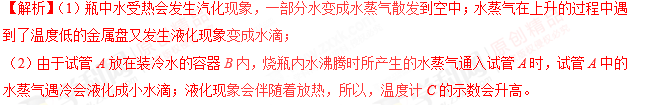 【解析】(1)瓶中水受热会发生汽化现象，一部分水变成水蒸气散发到空中；水蒸气在上升的过程中遇
到了温度低的金属盘又发生液化现象变成水滴；
(2)由于试管 A 放在装冷水的容器 B 内，烧瓶内水沸腾时所产生的水蒸气通入试管 A 时，试管 A 中的
水蒸气遇冷会液化成小水滴；液化现象会伴随着放热，所以，温度计 C 的示数会升高。